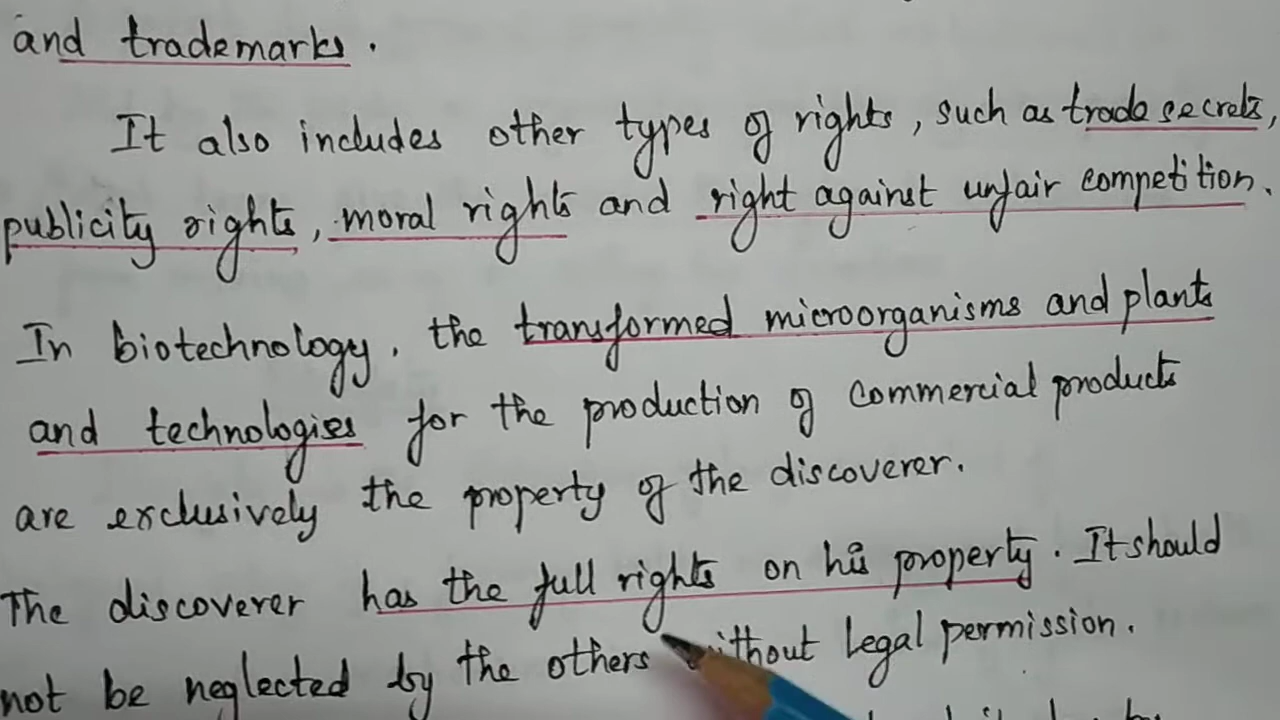 and trademarks.
It also includes other types of rights, such as trade secrets,
publicity rights, moral rights and right against unfair competition.
In biotechnology, the transformed microorganisms and plants
and technologies for the production of commercial products
are exclusively the property of the discoverer.
The discoverer has the full rights on his property. It should
not be neglected by the others without legal permission.